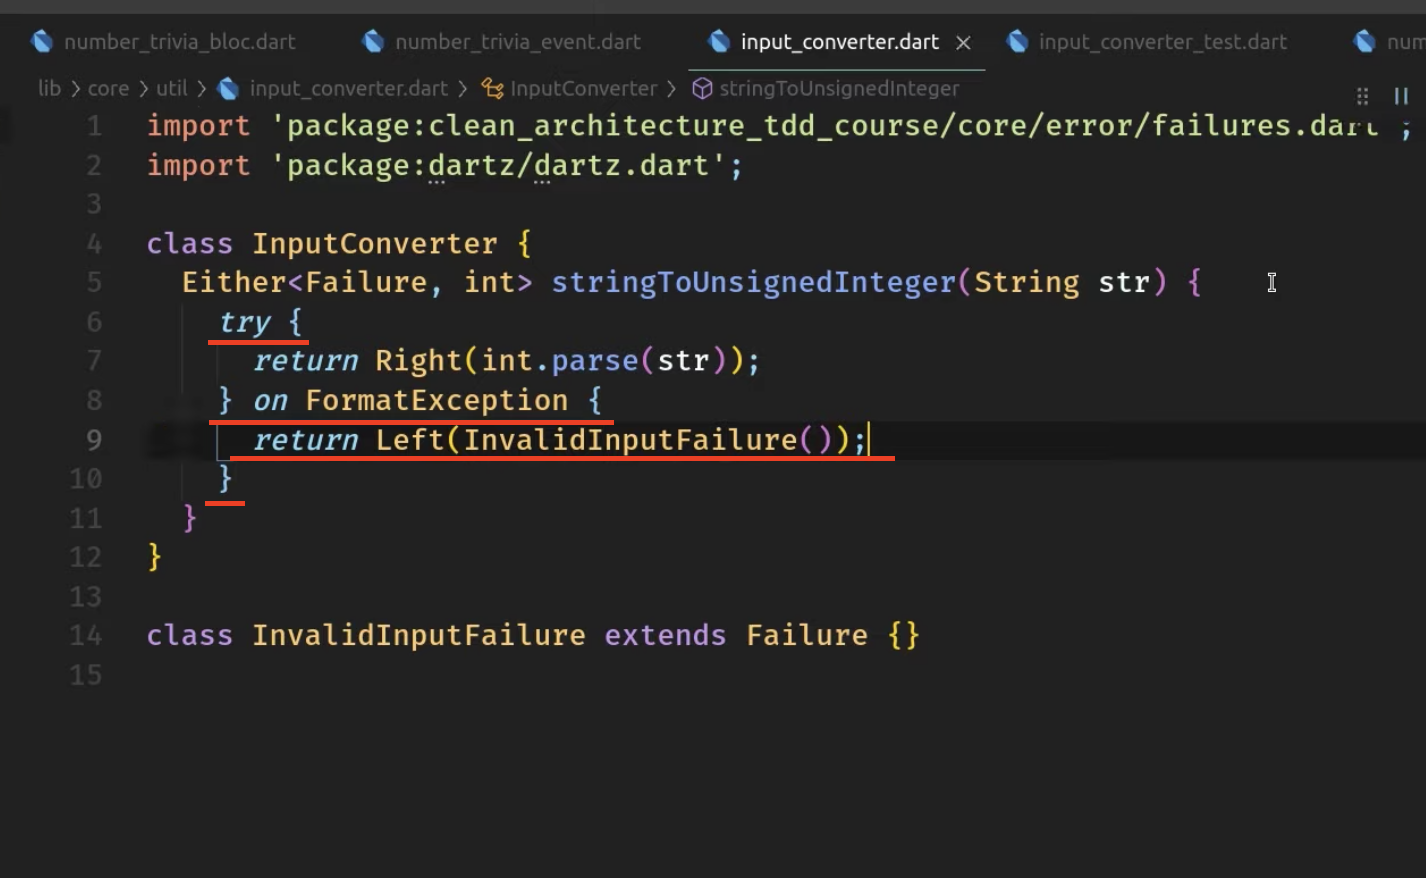 number_trivia_bloc.dart number_trivia_event.dart input_converter.dart input_converter_test.dart num
lib > core > util > input_converter.dart > InputConverter > stringToUnsignedInteger
1 import 'package:clean_architecture_tdd_course/core/error/failures.dart';
2 import 'package:dartz/dartz.dart';
3
4 class InputConverter {
5 Either<Failure, int> stringToUnsignedInteger(String str) {
6 try {
7 return Right(int.parse(str));
8 } on FormatException {
9 return Left(InvalidInputFailure());
10 }
11 }
12 }
13
14 class InvalidInputFailure extends Failure {}
15